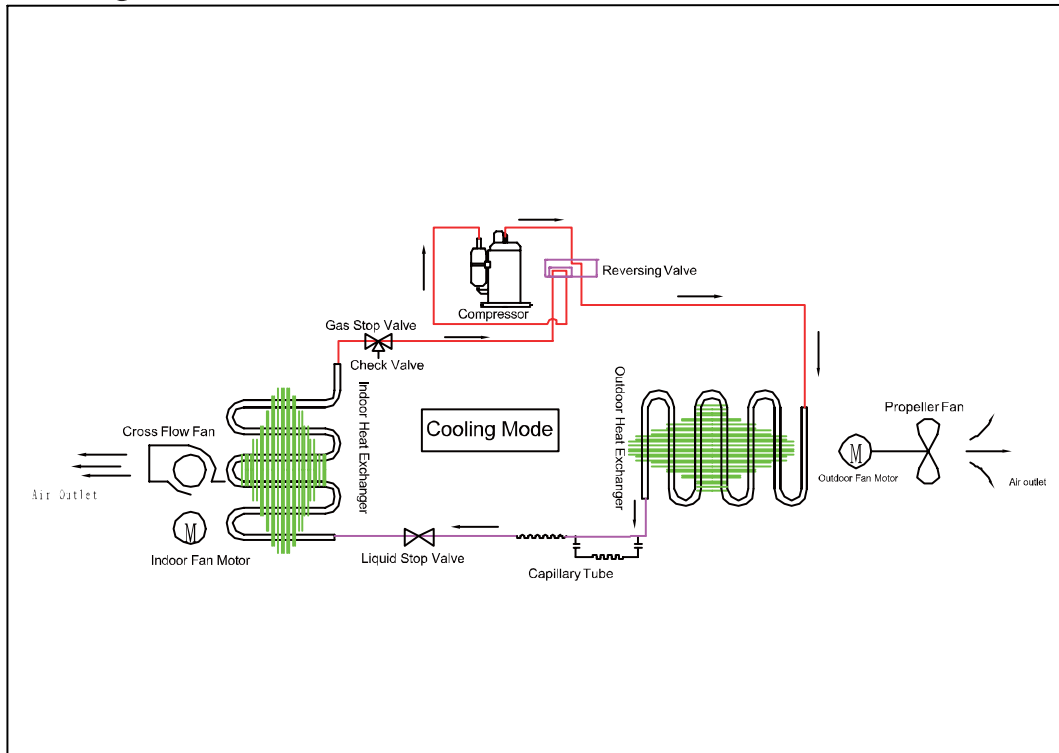 Reversing Valve
Compressor
Gas Stop Valve
Check Valve
Indoor Heat Exchanger
Outdoor Heat Exchanger
Cooling Mode
Cross Flow Fan
Air Outlet
M
Indoor Fan Motor
Liquid Stop Valve
Capillary Tube
Propeller Fan
M
Outdoor Fan Motor
Air outlet